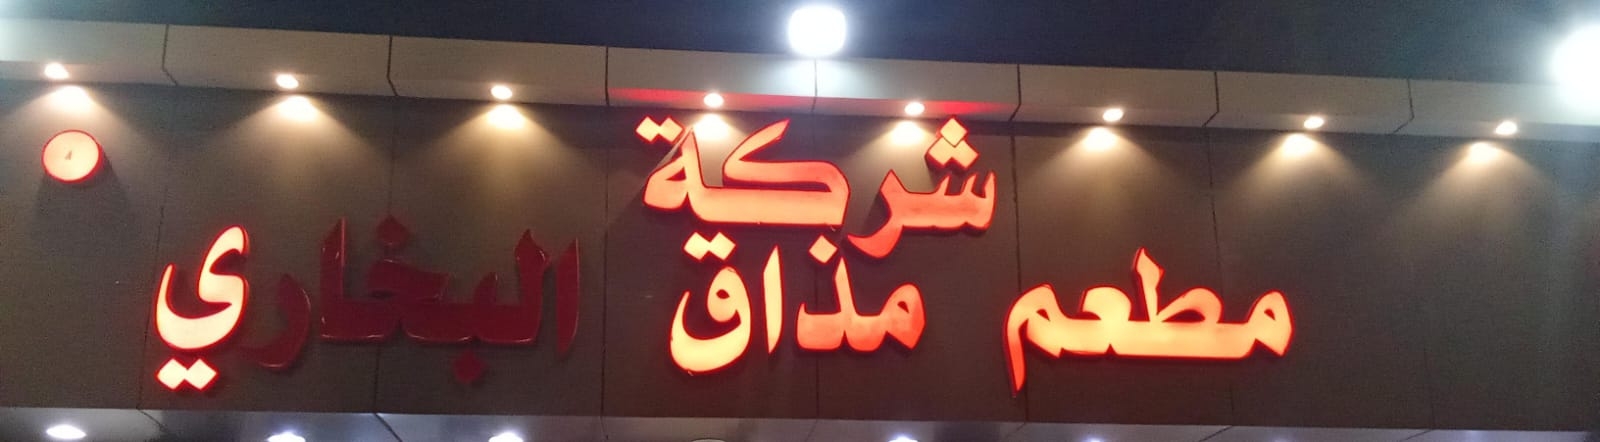 شركة
مطعم مذاق البخاري